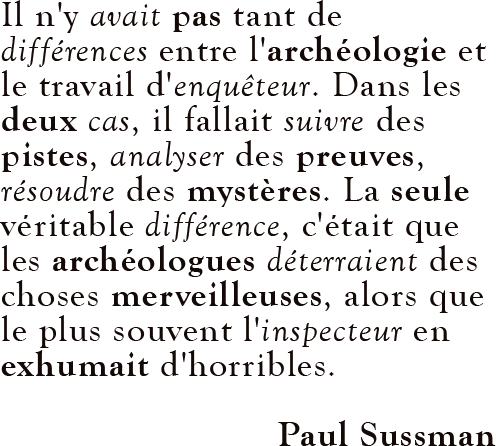 Il n'y avait pas tant de
différences entre l'archéologie et
le travail d'enquêteur. Dans les
deux cas, il fallait suivre des
pistes, analyser des preuves,
résoudre des mystères. La seule
véritable différence, c'était que
les archéologues déterraient des
choses merveilleuses, alors que
le plus souvent l'inspecteur en
exhumait d'horribles.
Paul Sussman